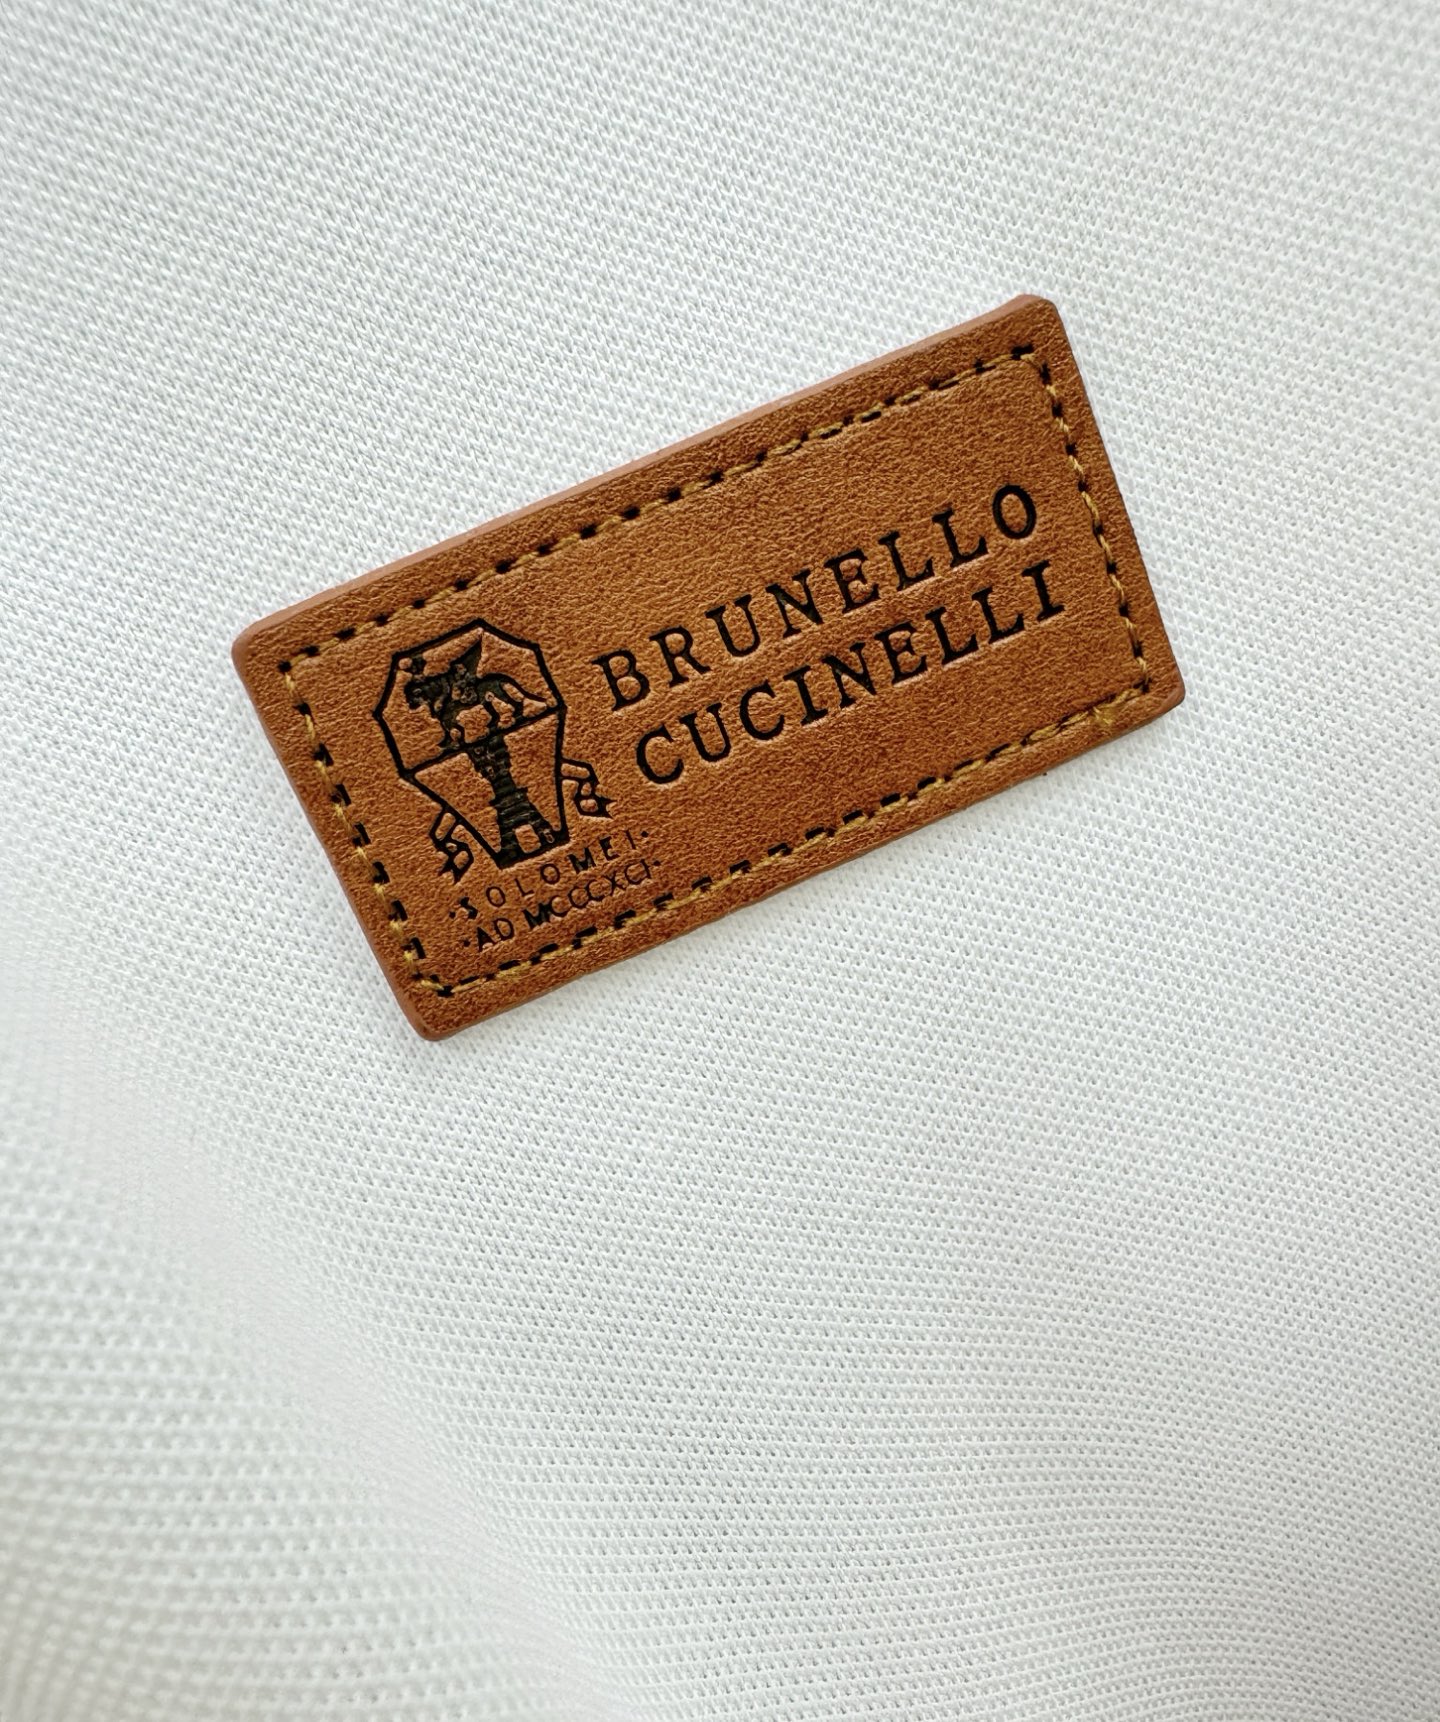 BRUNELLO
CUCINELLI
·SOLOMEI·
·AD MCCCXCI·